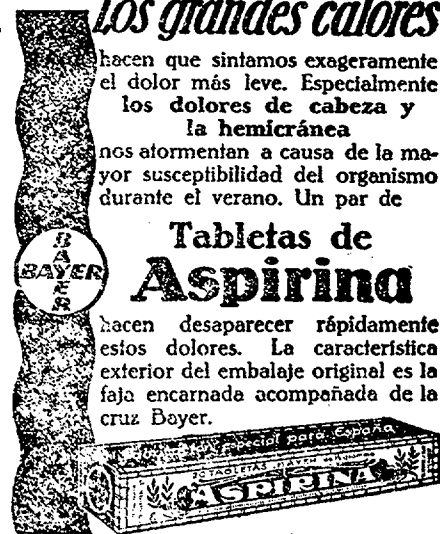 Los grandes calores
hacen que sintamos exageramente
el dolor más leve. Especialmente
los dolores de cabeza y
la hemicránea
nos atormentan a causa de la ma-
yor susceptibilidad del organismo
durante el verano. Un par de
Tabletas de
Aspirina
BAYER
BAYER
hacen desaparecer rápidamente
estos dolores. La característica
exterior del embalaje original es la
faja encarnada acompañada de la
cruz Bayer.
para España
TABLETAS
ASPIRINA